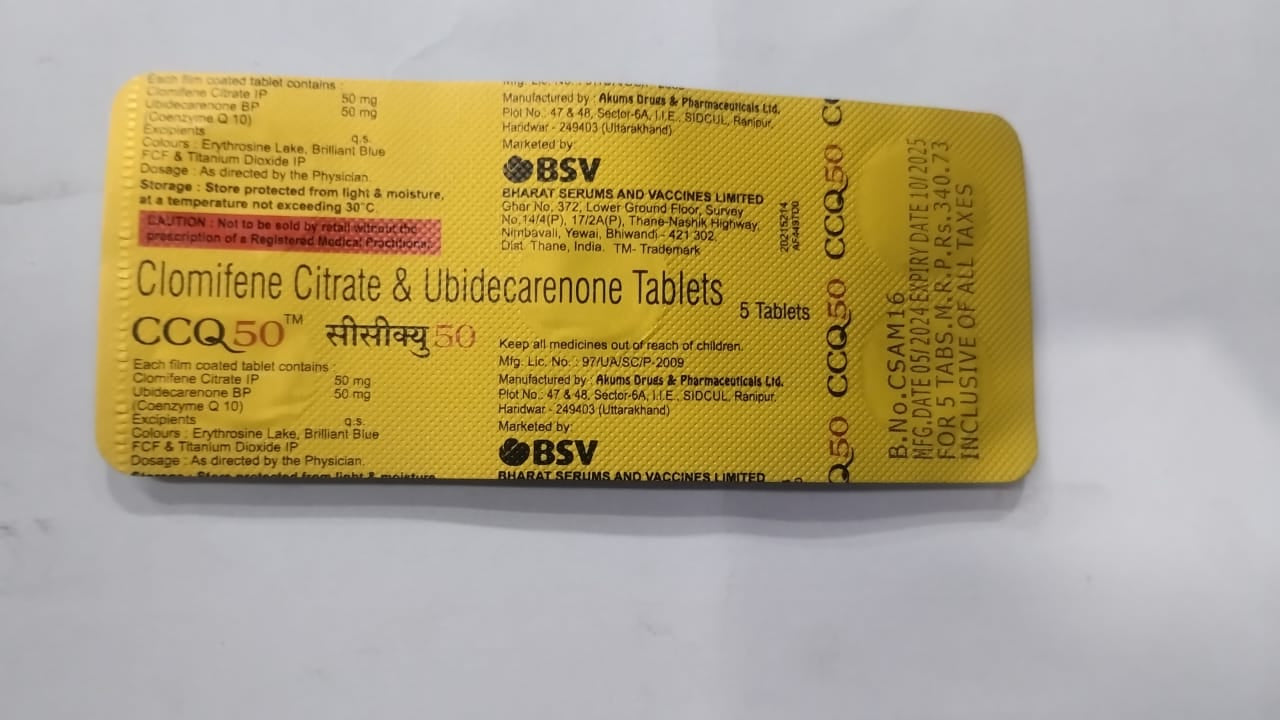 Each film coated tablet contains :
Clomifene Citrate IP 50 mg
Ubidecarenone BP 50 mg
(Coenzyme Q 10)
Excipients q.s.
Colours : Erythrosine Lake, Brilliant Blue
FCF & Titanium Dioxide IP
Dosage : As directed by the Physician.
Storage : Store protected from light & moisture,
at a temperature not exceeding 30°C.
CAUTION : Not to be sold by retail without the
prescription of a Registered Medical Practitioner.
Manufactured by : Akums Drugs & Pharmaceuticals Ltd.
Plot No.: 47 & 48, Sector-6A, I.I.E., SIDCUL, Ranipur,
Haridwar - 249403 (Uttarakhand)
Marketed by:
BSV
BHARAT SERUMS AND VACCINES LIMITED
Ghar No. 372, Lower Ground Floor, Survey
No.14/4(P), 17/2A(P), Thane-Nashik Highway,
Nimbavali, Yewai, Bhiwandi - 421 302,
Dist. Thane, India. TM- Trademark
202151214
Clomifene Citrate & Ubidecarenone Tablets
5 Tablets
CCQ50™ सीसीक्यु 50
Each film coated tablet contains :
Clomifene Citrate IP 50 mg
Ubidecarenone BP 50 mg
(Coenzyme Q 10)
Excipients q.s.
Colours : Erythrosine Lake, Brilliant Blue
FCF & Titanium Dioxide IP
Dosage : As directed by the Physician.
Storage : Store protected from light & moisture
Keep all medicines out of reach of children.
Mfg. Lic. No. : 97/UA/SC/P-2009
Manufactured by : Akums Drugs & Pharmaceuticals Ltd.
Plot No.: 47 & 48, Sector-6A, I.I.E., SIDCUL, Ranipur,
Haridwar - 249403 (Uttarakhand)
Marketed by:
BSV
BHARAT SERUMS AND VACCINES LIMITED
Q50 CCQ50 CCQ50 CC
B.No.CSAM16
MFG.DATE 05/2024 EXPIRY DATE 10/2025
FOR 5 TABS.M.R.P.Rs.340.73
INCLUSIVE OF ALL TAXES